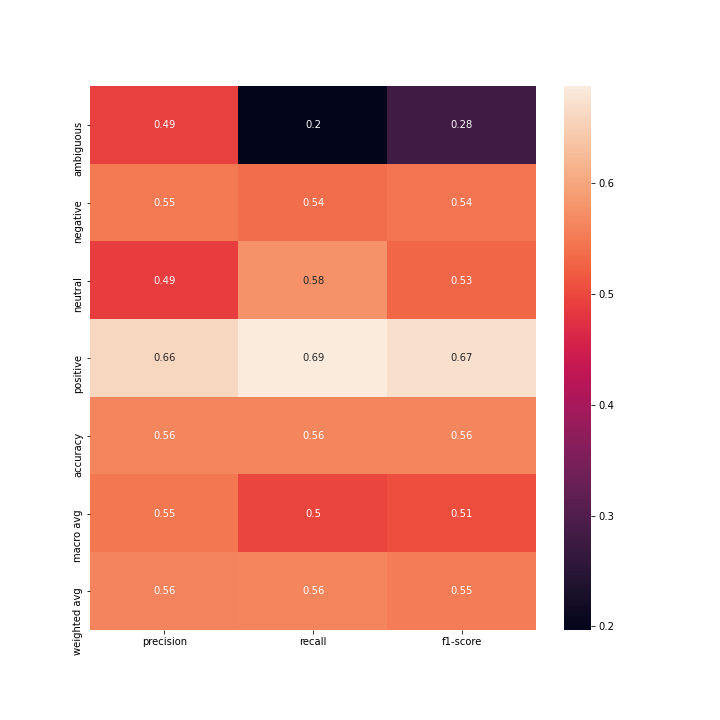 ambiguous 0.49 0.2 0.28
negative 0.55 0.54 0.54
neutral 0.49 0.58 0.53
positive 0.66 0.69 0.67
accuracy 0.56 0.56 0.56
macro avg 0.55 0.5 0.51
weighted avg 0.56 0.56 0.55
precision recall f1-score
0.6
0.5
0.4
0.3
0.2